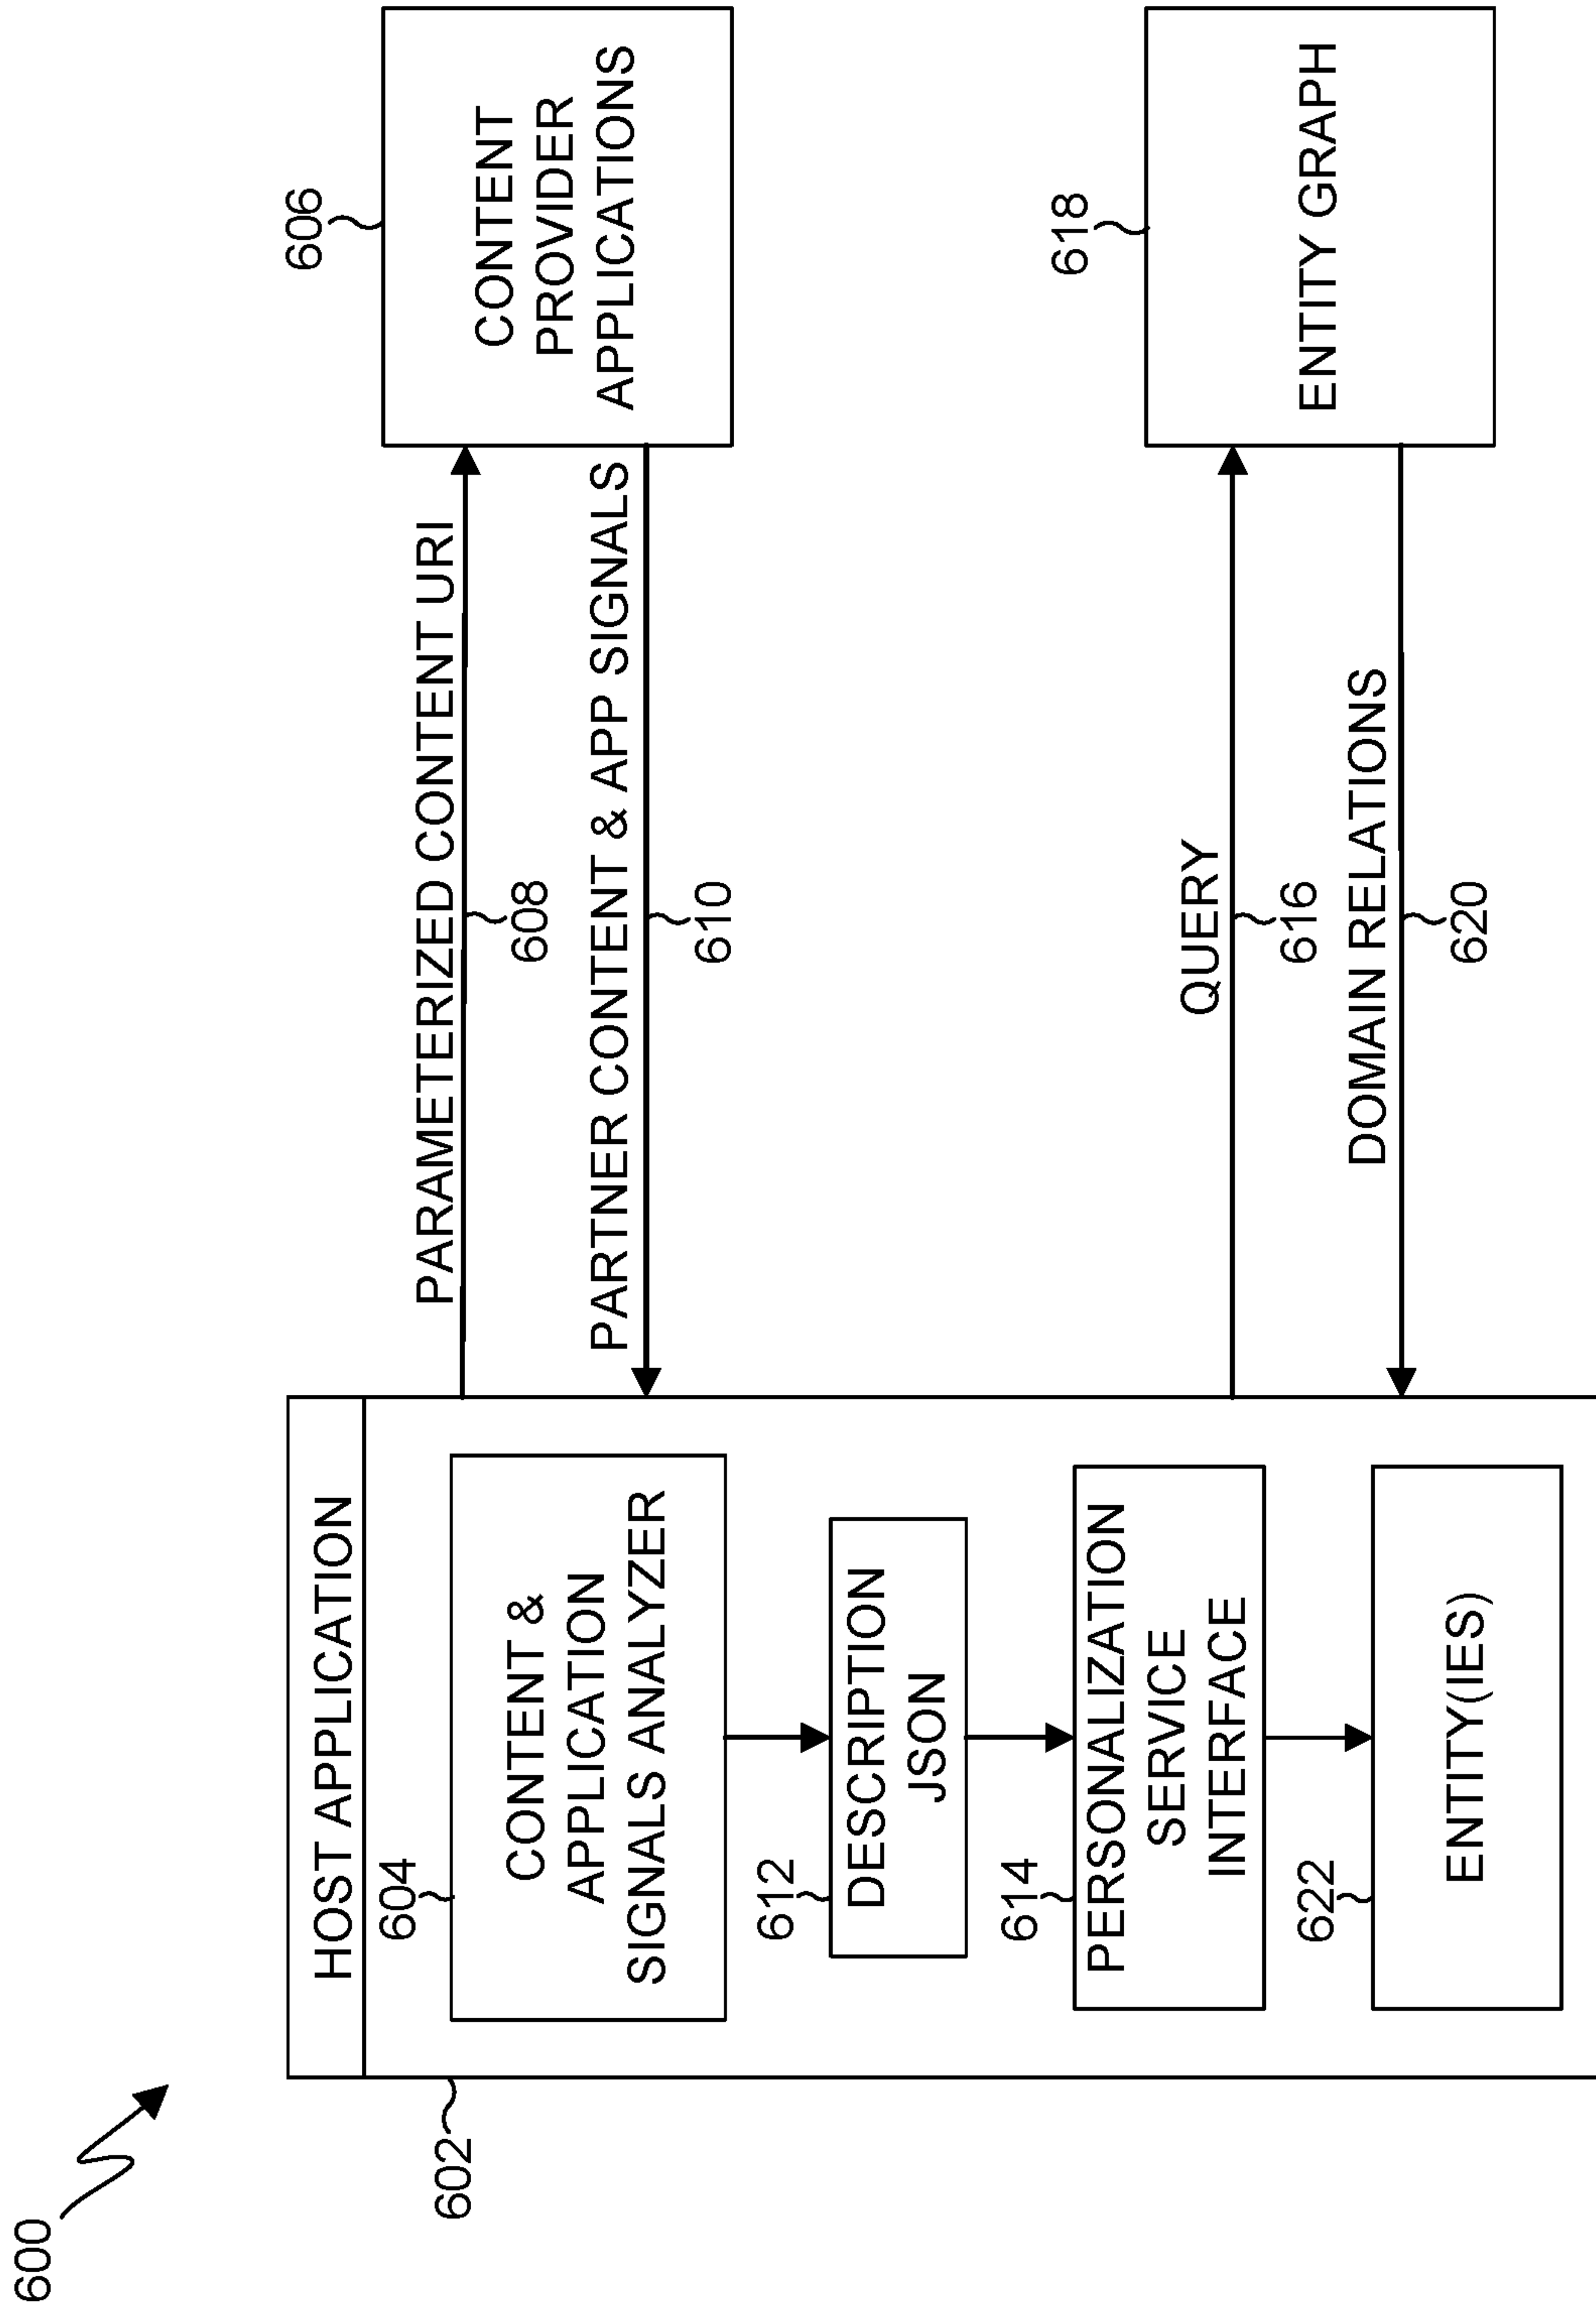 600
602
HOST APPLICATION
604
CONTENT &
APPLICATION
SIGNALS ANALYZER
612
DESCRIPTION
JSON
614
PERSONALIZATION
SERVICE
INTERFACE
622
ENTITY(IES)
PARAMETERIZED CONTENT URI
608
PARTNER CONTENT & APP SIGNALS
610
QUERY
616
DOMAIN RELATIONS
620
606
CONTENT
PROVIDER
APPLICATIONS
618
ENTITY GRAPH